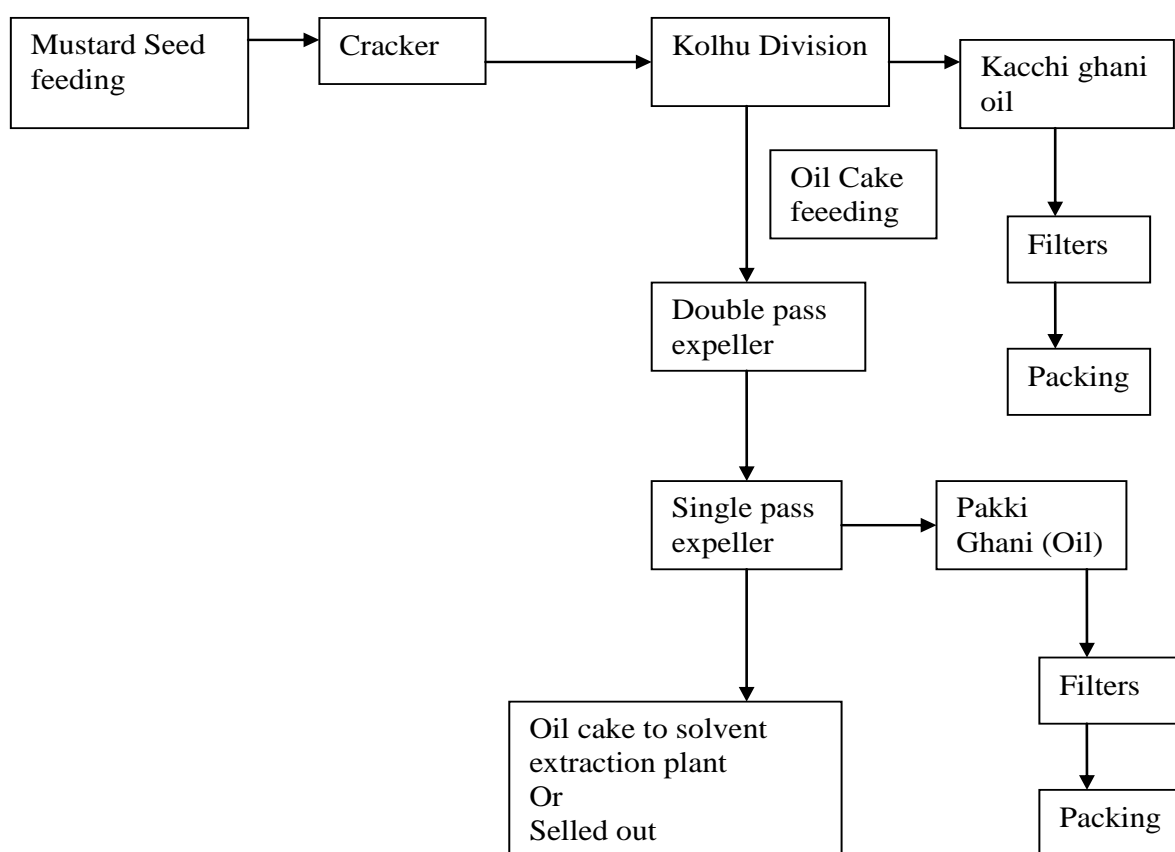 Mustard Seed
feeding
Cracker
Kolhu Division
Kacchi ghani
oil
Oil Cake
feeeding
Filters
Double pass
expeller
Packing
Single pass
expeller
Pakki
Ghani (Oil)
Filters
Oil cake to solvent
extraction plant
Or
Selled out
Packing